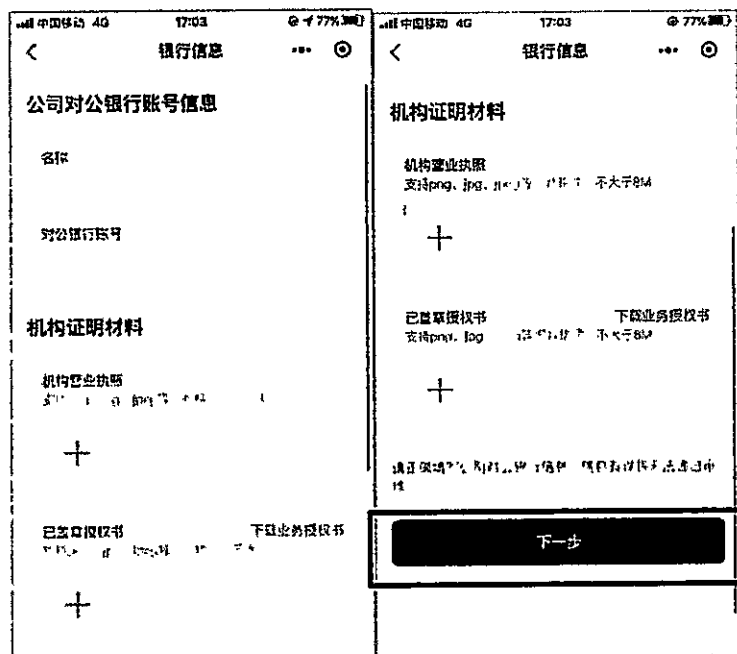 中国移动 4G 17:03 77%
银行信息
公司对公银行账号信息
名称
对公银行账号
机构证明材料
机构营业执照
已盖章授权书 下载业务授权书
中国移动 4G 17:03 77%
银行信息
机构证明材料
机构营业执照
支持png、jpg、jpeg 不大于8M
已盖章授权书 下载业务授权书
支持png、jpg 不大于8M
下一步